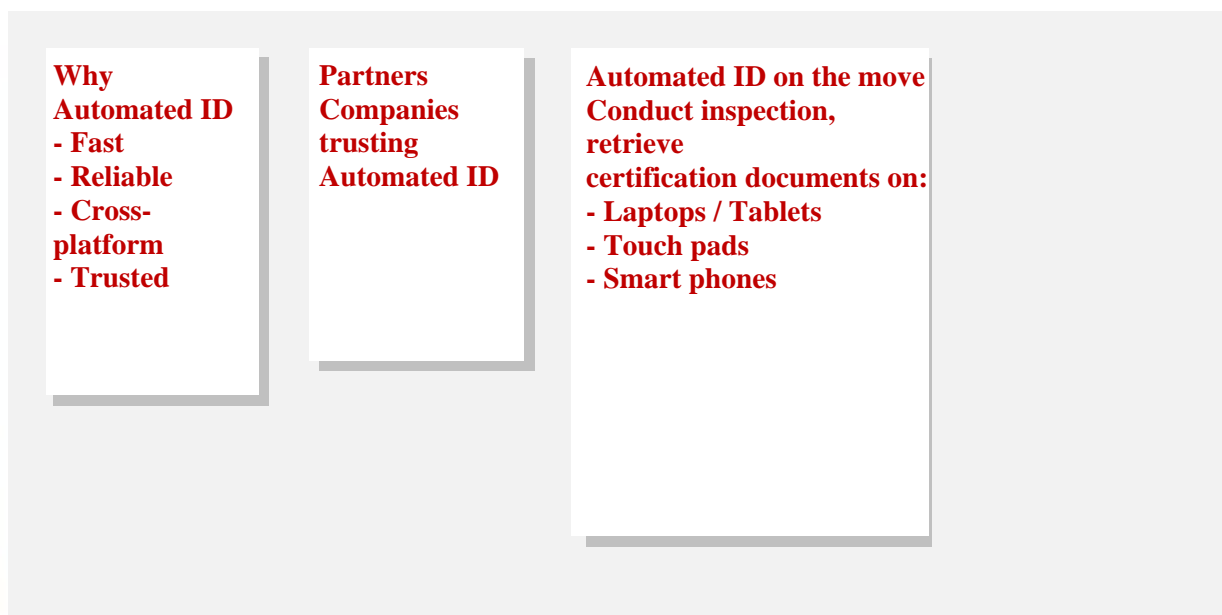 Why
Automated ID
- Fast
- Reliable
- Cross-
platform
- Trusted
Partners
Companies
trusting
Automated ID
Automated ID on the move
Conduct inspection,
retrieve
certification documents on:
- Laptops / Tablets
- Touch pads
- Smart phones